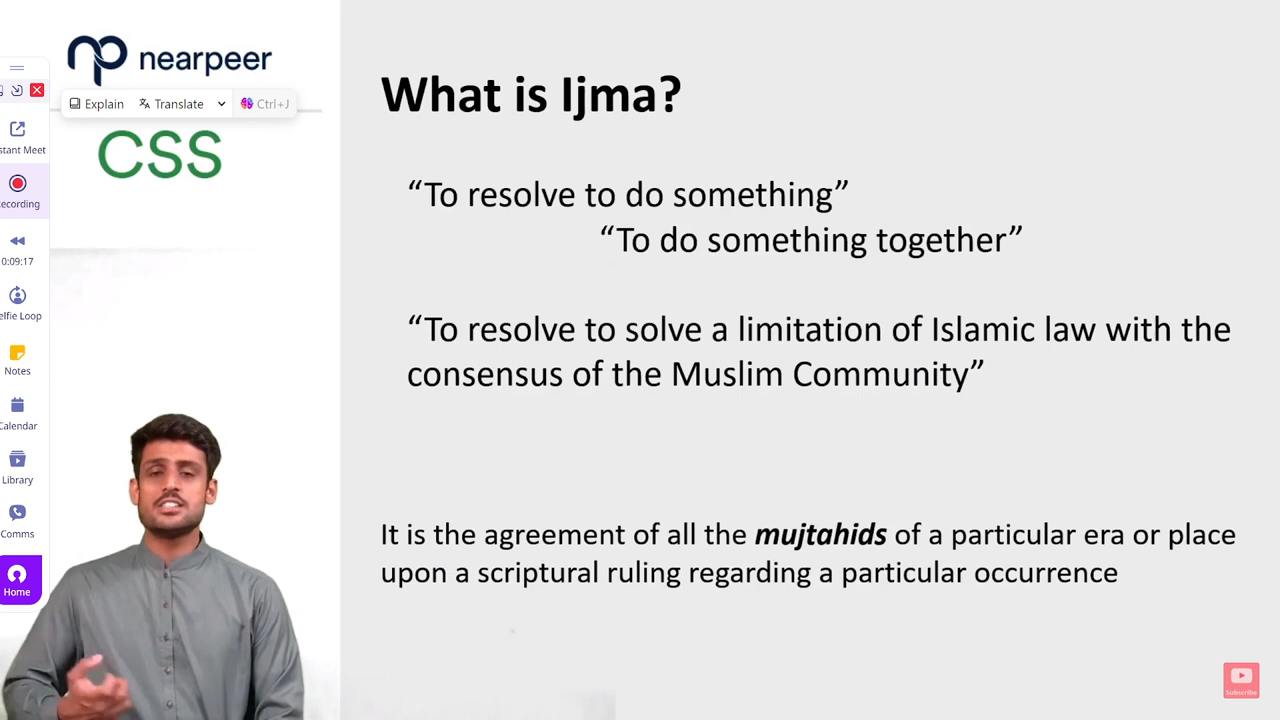 nearpeer
Explain
Translate
Ctrl+J
CSS
stant Meet
ecording
0:09:17
elfie Loop
Notes
Calendar
Library
Comms
Home
What is Ijma?
“To resolve to do something”
“To do something together”
“To resolve to solve a limitation of Islamic law with the
consensus of the Muslim Community”
It is the agreement of all the mujtahids of a particular era or place
upon a scriptural ruling regarding a particular occurrence
Subscribe